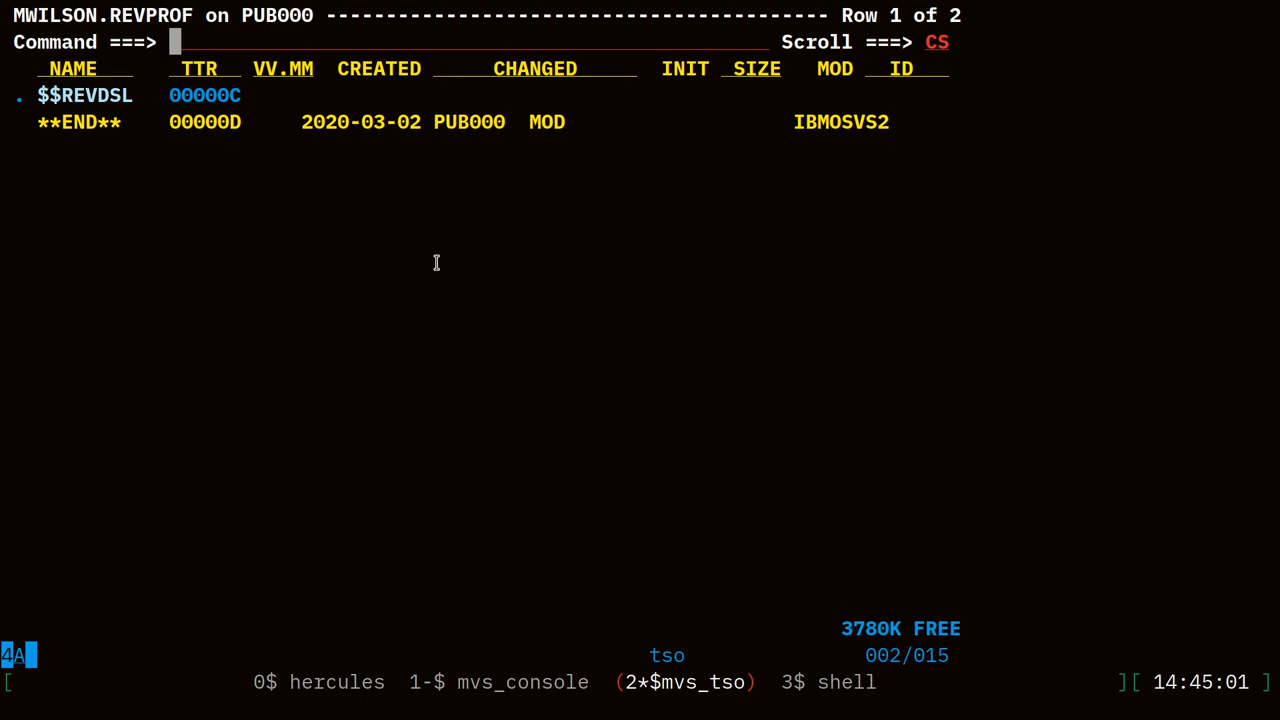 MWILSON.REVPROF on PUB000 ------------------------------------------ Row 1 of 2
Command ===> Scroll ===> CS
NAME TTR VV.MM CREATED CHANGED INIT SIZE MOD ID
. $$REVDSL 00000C
**END** 00000D 2020-03-02 PUB000 MOD IBMOSVS2
3780K FREE
4A tso 002/015
[ 0$ hercules 1-$ mvs_console (2*$mvs_tso) 3$ shell ][ 14:45:01 ]